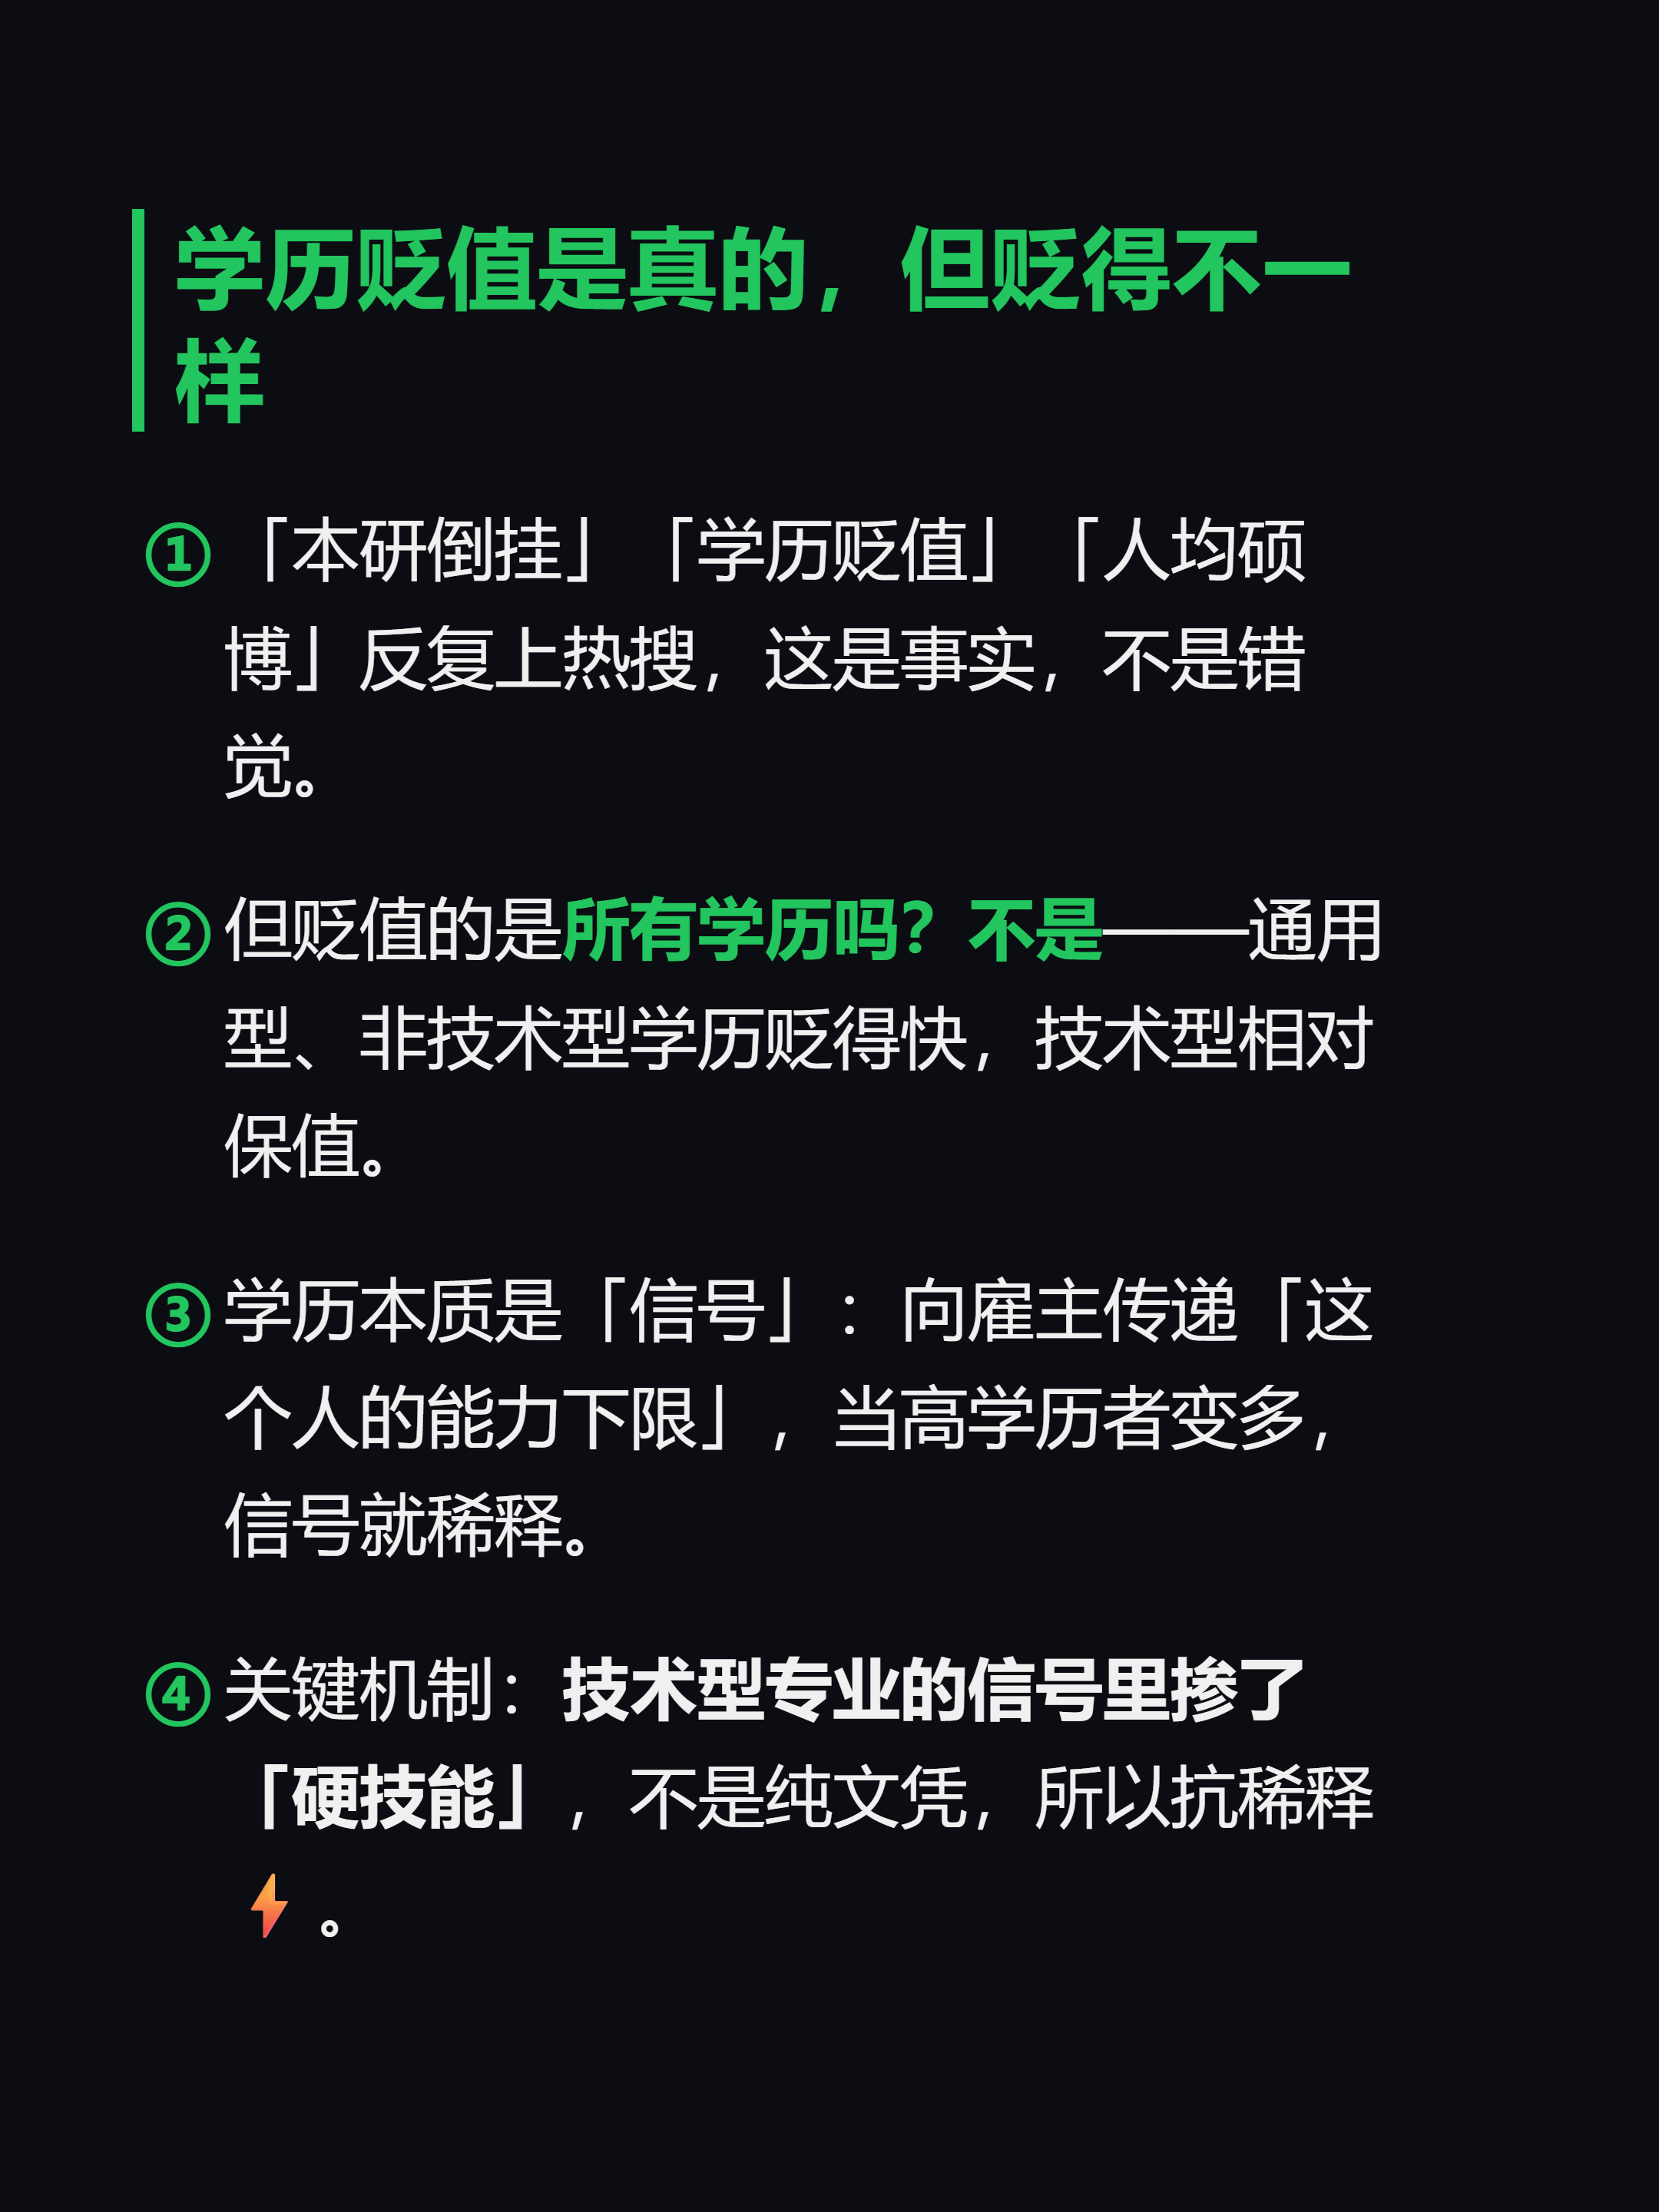 学历贬值是真的，但贬得不一
样
① 「本研倒挂」「学历贬值」「人均硕
博」反复上热搜，这是事实，不是错
觉。
② 但贬值的是所有学历吗？不是——通用
型、非技术型学历贬得快，技术型相对
保值。
③ 学历本质是「信号」：向雇主传递「这
个人的能力下限」，当高学历者变多，
信号就稀释。
④ 关键机制：技术型专业的信号里掺了
「硬技能」，不是纯文凭，所以抗稀释
⚡。